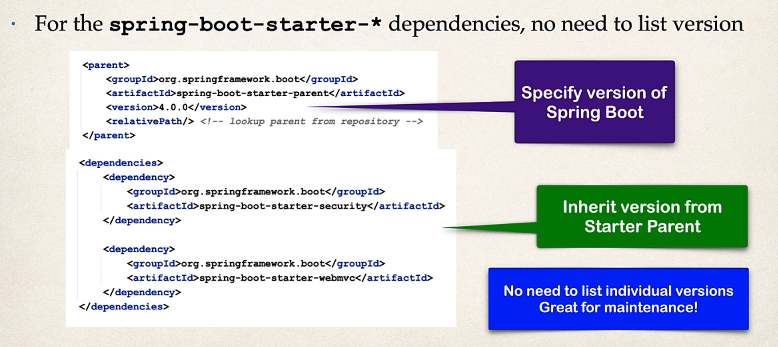 • For the spring-boot-starter-* dependencies, no need to list version
<parent>
<groupId>org.springframework.boot</groupId>
<artifactId>spring-boot-starter-parent</artifactId>
<version>4.0.0</version>
<relativePath/> <!-- lookup parent from repository -->
</parent>
Specify version of
Spring Boot
<dependencies>
<dependency>
<groupId>org.springframework.boot</groupId>
<artifactId>spring-boot-starter-security</artifactId>
</dependency>
<dependency>
<groupId>org.springframework.boot</groupId>
<artifactId>spring-boot-starter-webmvc</artifactId>
</dependency>
</dependencies>
Inherit version from
Starter Parent
No need to list individual versions
Great for maintenance!